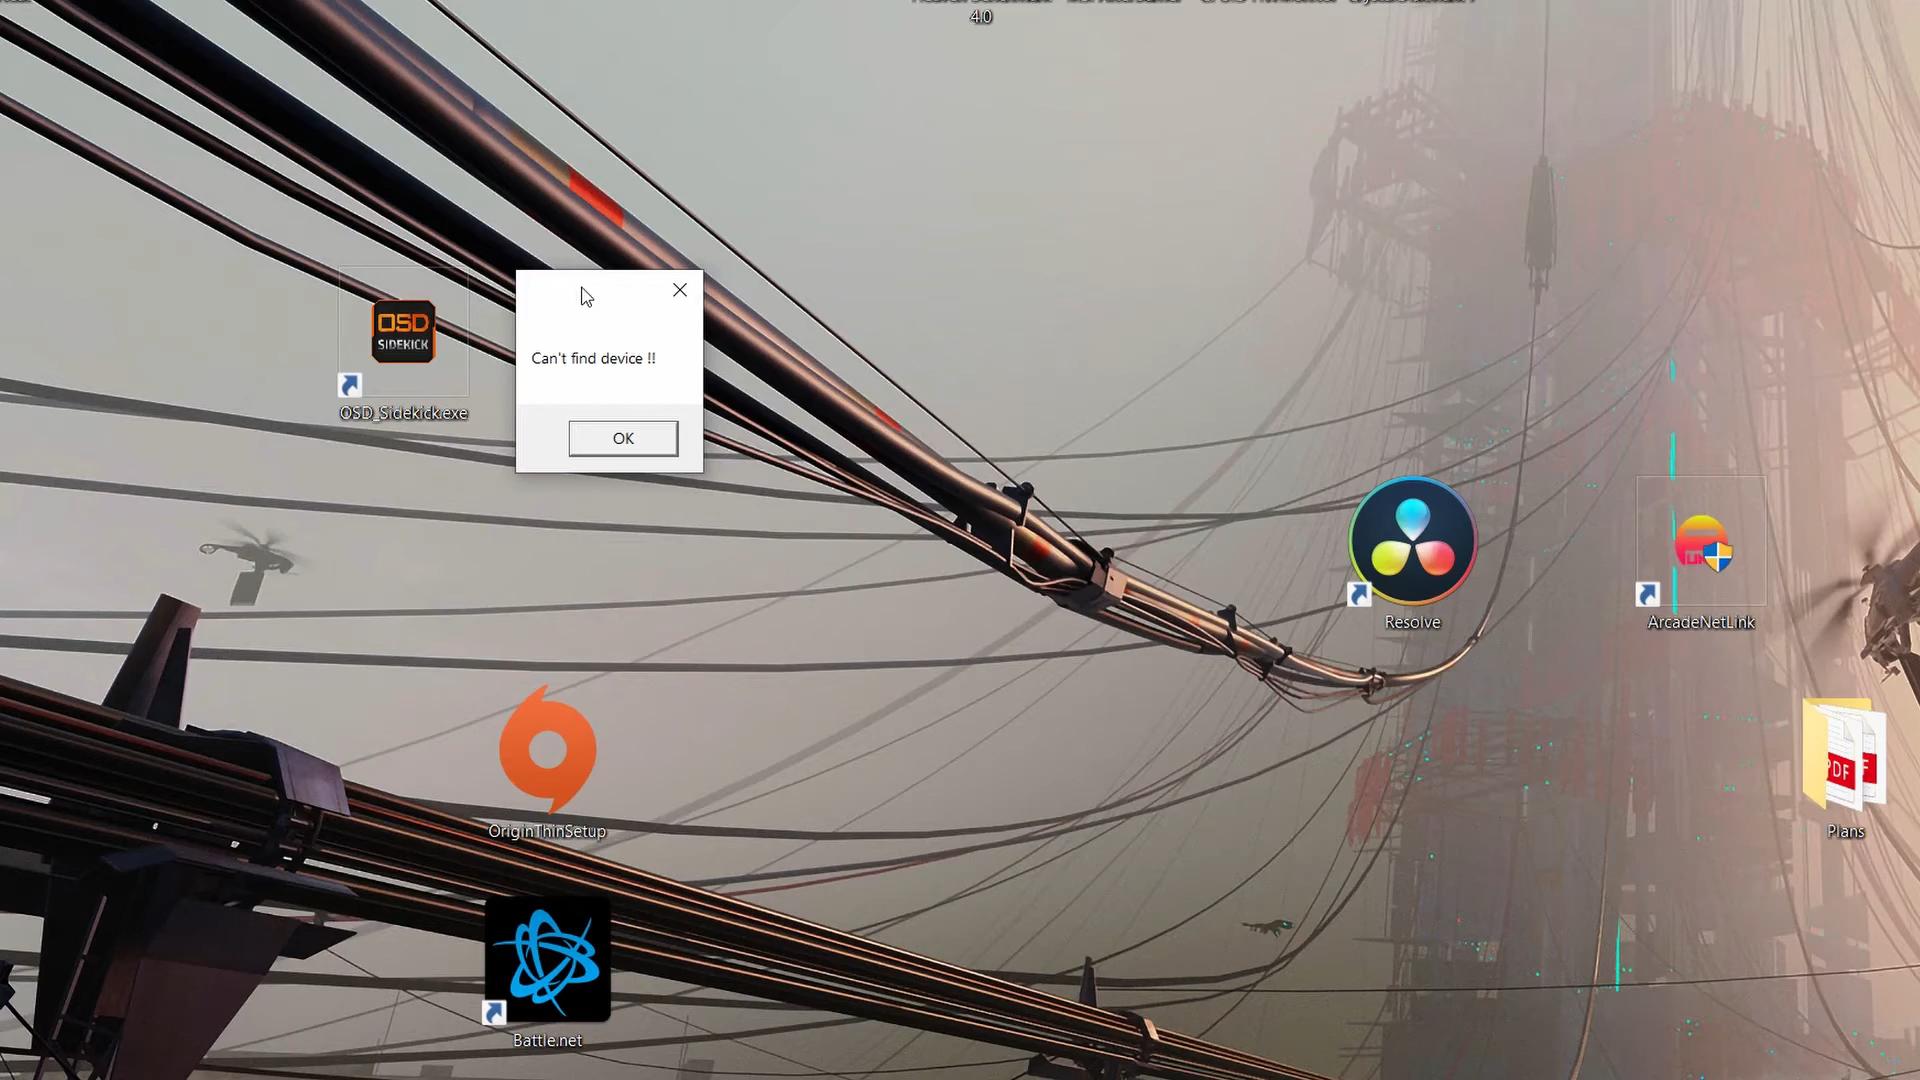 4.0
OSD
SIDEKICK
OSD_Sidekick.exe
Can't find device !!
OK
Resolve
ArcadeNetLink
OriginThinSetup
PDF
Plans
Battle.net